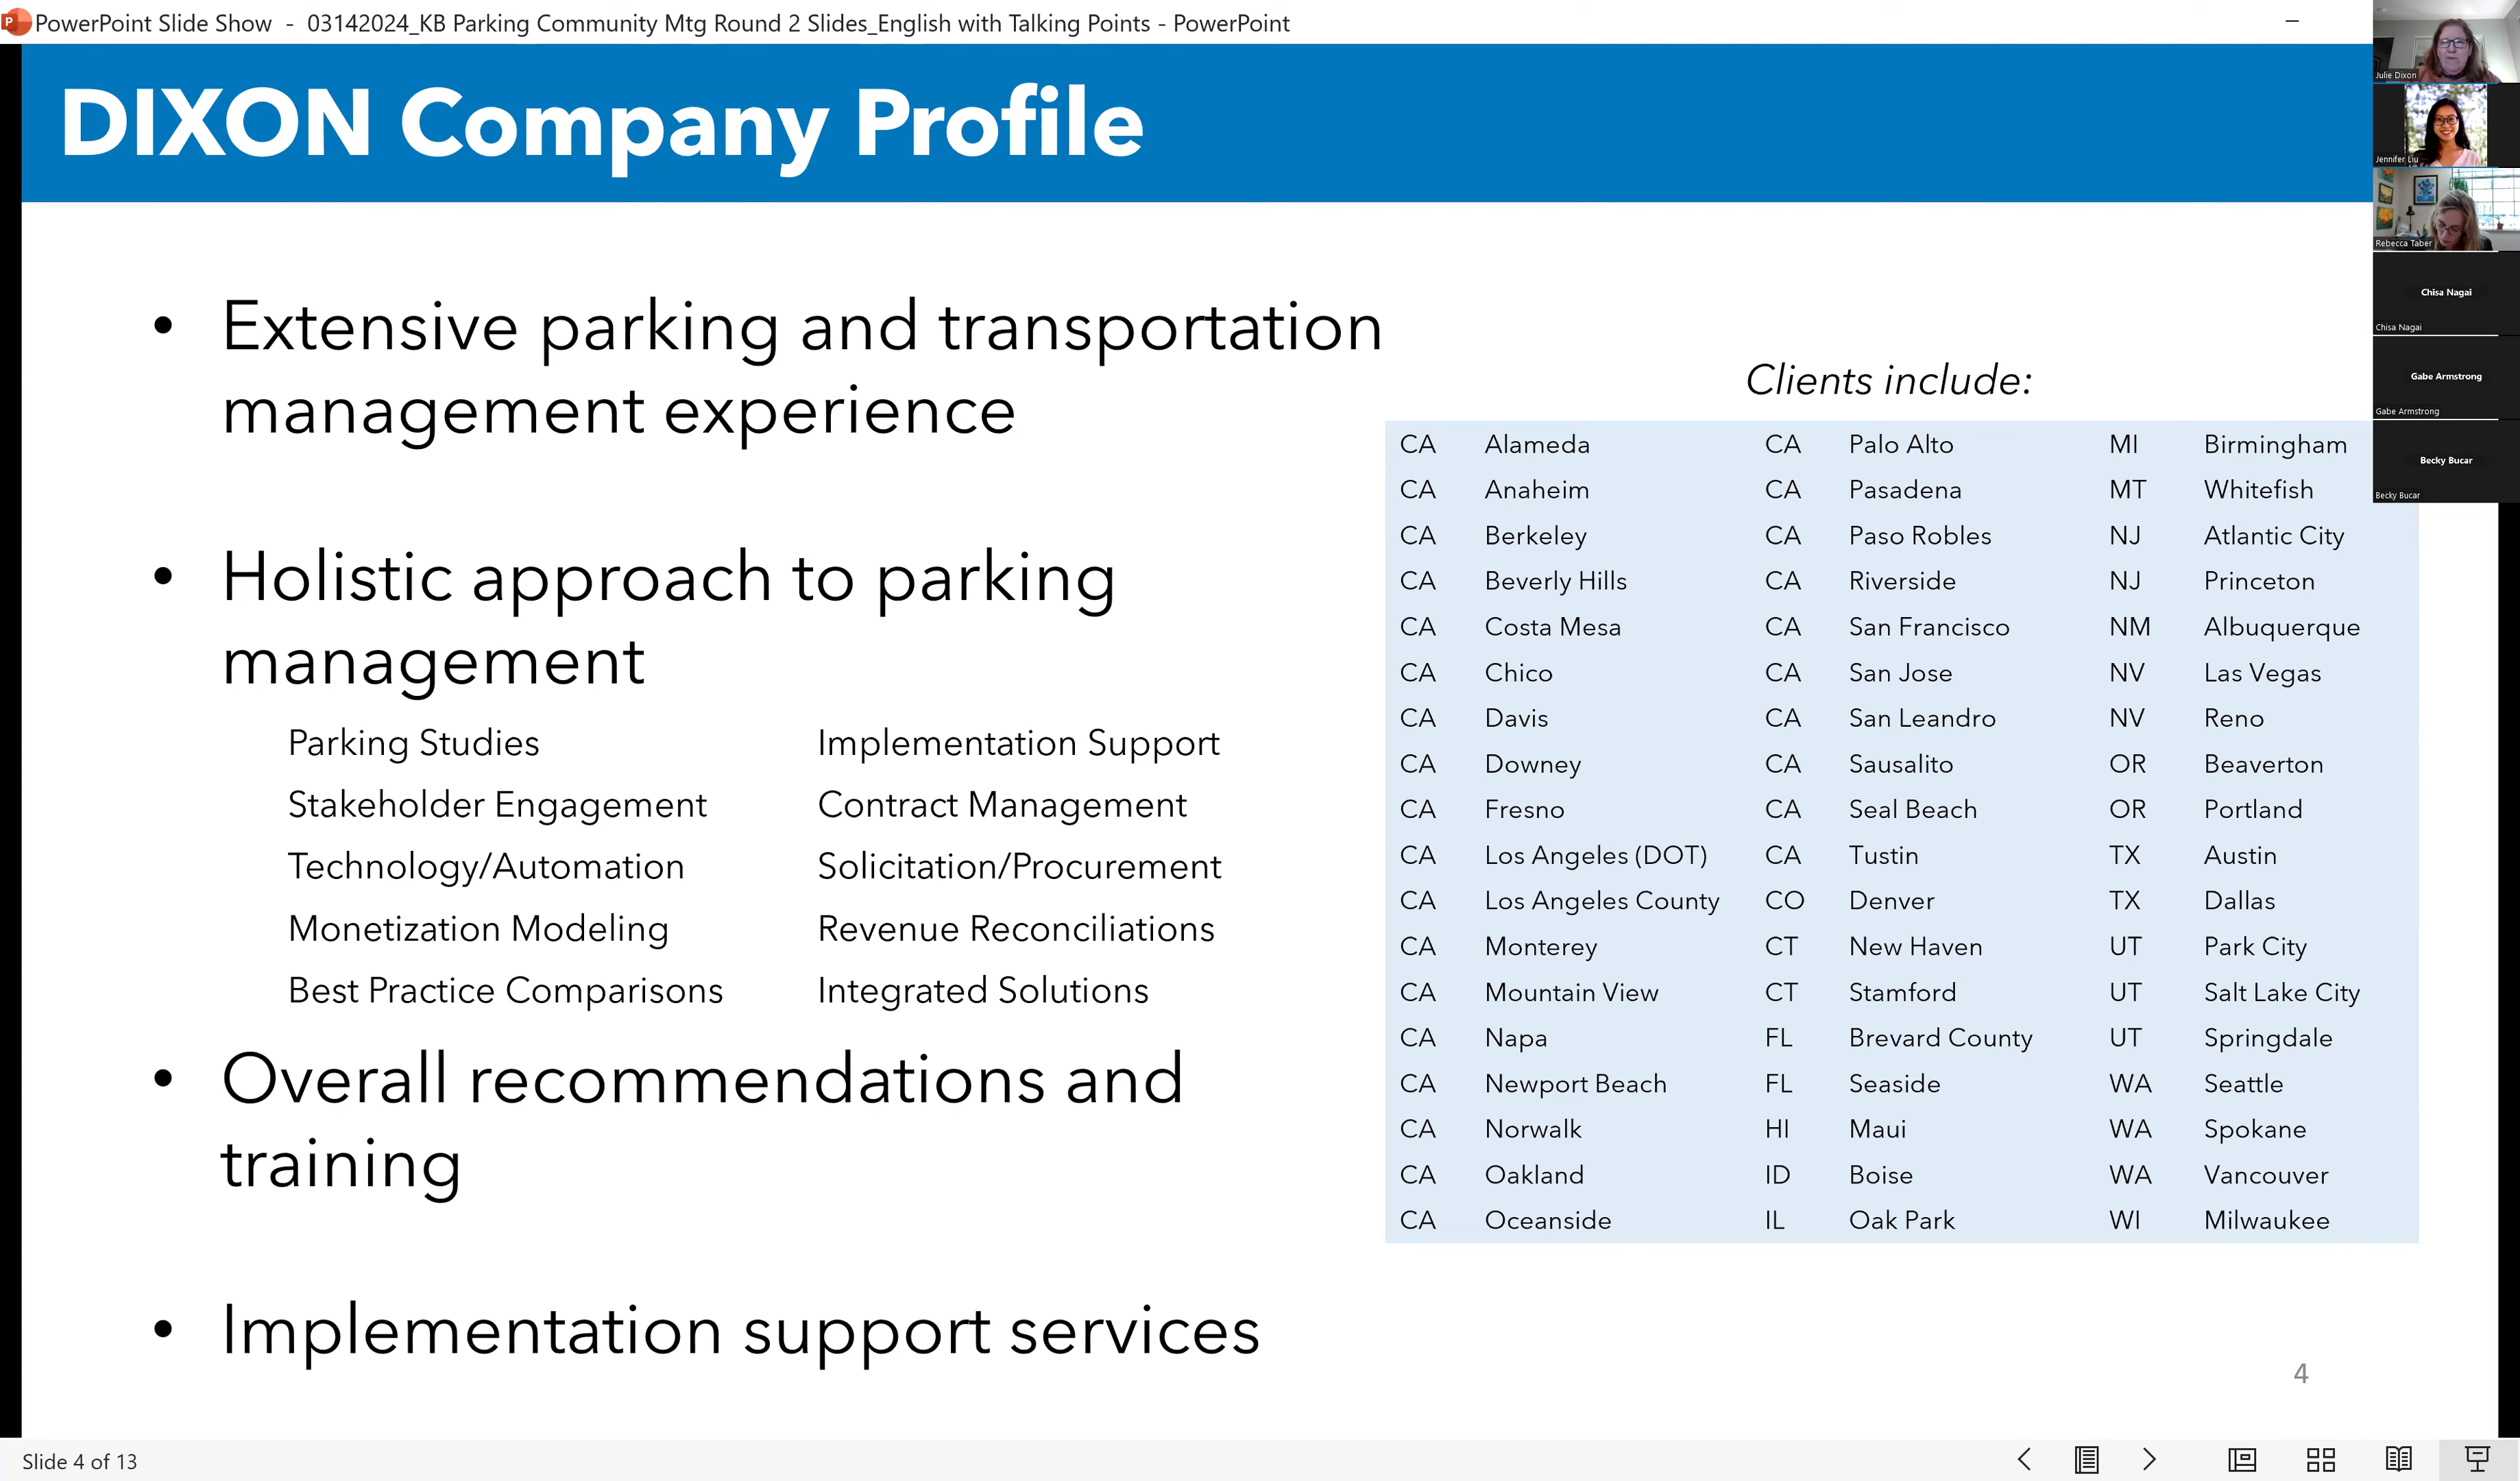 PowerPoint Slide Show - 03142024_KB Parking Community Mtg Round 2 Slides_English with Talking Points - PowerPoint
DIXON Company Profile
• Extensive parking and transportation
management experience
• Holistic approach to parking
management
Parking Studies Implementation Support
Stakeholder Engagement Contract Management
Technology/Automation Solicitation/Procurement
Monetization Modeling Revenue Reconciliations
Best Practice Comparisons Integrated Solutions
• Overall recommendations and
training
• Implementation support services
Clients include:
CA Alameda CA Palo Alto MI Birmingham
CA Anaheim CA Pasadena MT Whitefish
CA Berkeley CA Paso Robles NJ Atlantic City
CA Beverly Hills CA Riverside NJ Princeton
CA Costa Mesa CA San Francisco NM Albuquerque
CA Chico CA San Jose NV Las Vegas
CA Davis CA San Leandro NV Reno
CA Downey CA Sausalito OR Beaverton
CA Fresno CA Seal Beach OR Portland
CA Los Angeles (DOT) CA Tustin TX Austin
CA Los Angeles County CO Denver TX Dallas
CA Monterey CT New Haven UT Park City
CA Mountain View CT Stamford UT Salt Lake City
CA Napa FL Brevard County UT Springdale
CA Newport Beach FL Seaside WA Seattle
CA Norwalk HI Maui WA Spokane
CA Oakland ID Boise WA Vancouver
CA Oceanside IL Oak Park WI Milwaukee
4
Julie Dixon
Jennifer Liu
Rebecca Taber
Chisa Nagai
Chisa Nagai
Gabe Armstrong
Gabe Armstrong
Becky Bucar
Becky Bucar
Slide 4 of 13